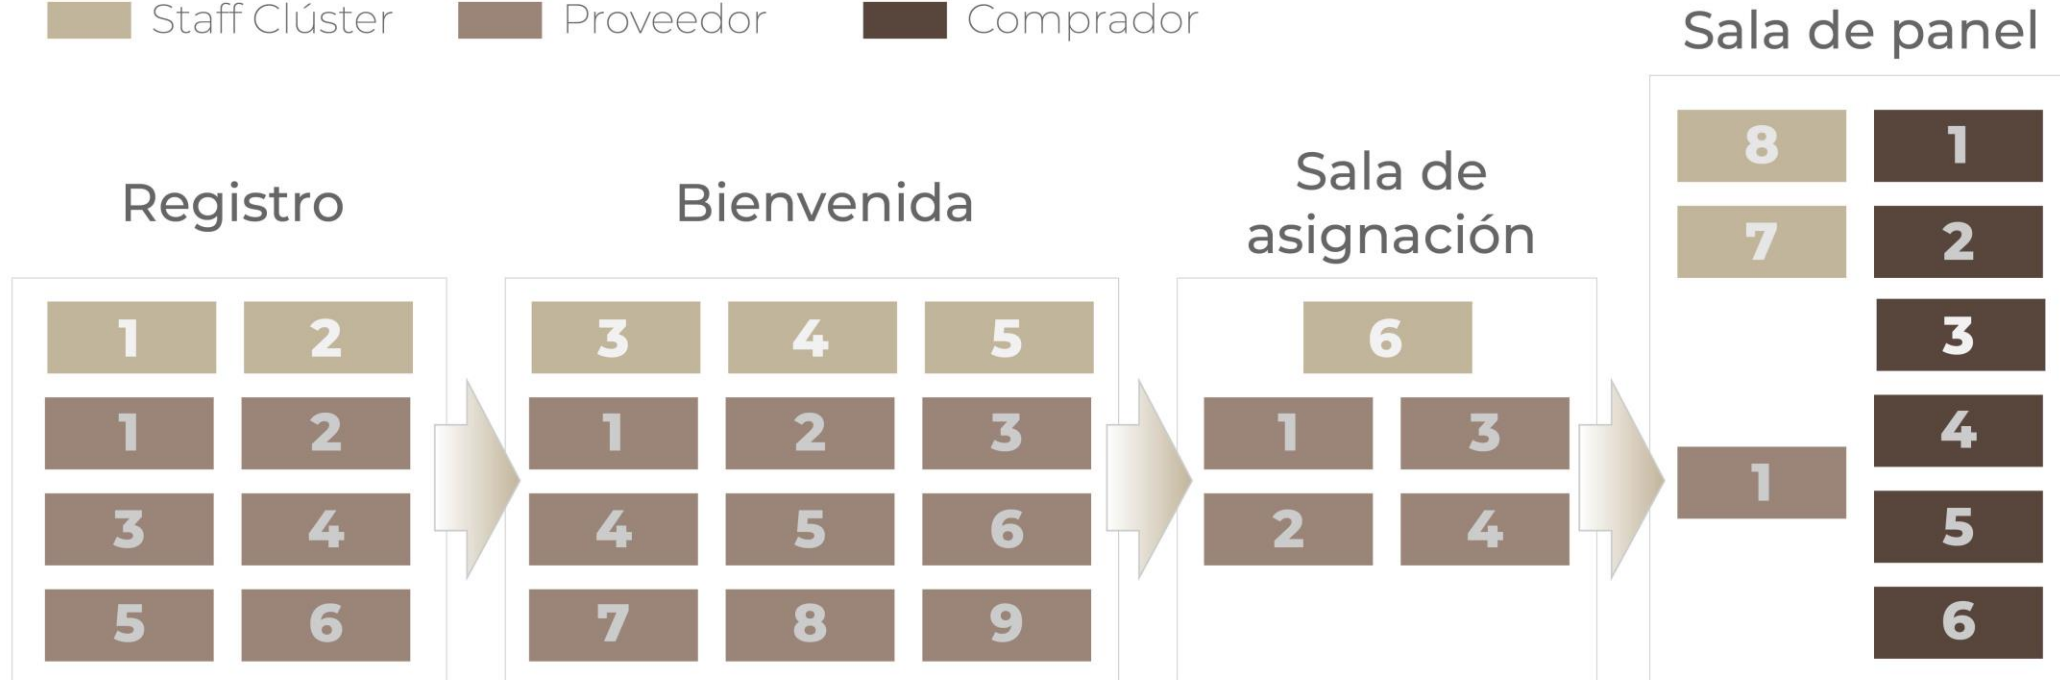 Staff Clúster Proveedor Comprador
Registro
1 2
1 2
3 4
5 6
Bienvenida
3 4 5
1 2 3
4 5 6
7 8 9
Sala de
asignación
6
1 3
2 4
Sala de panel
8 1
7 2
3
4
1
5
6